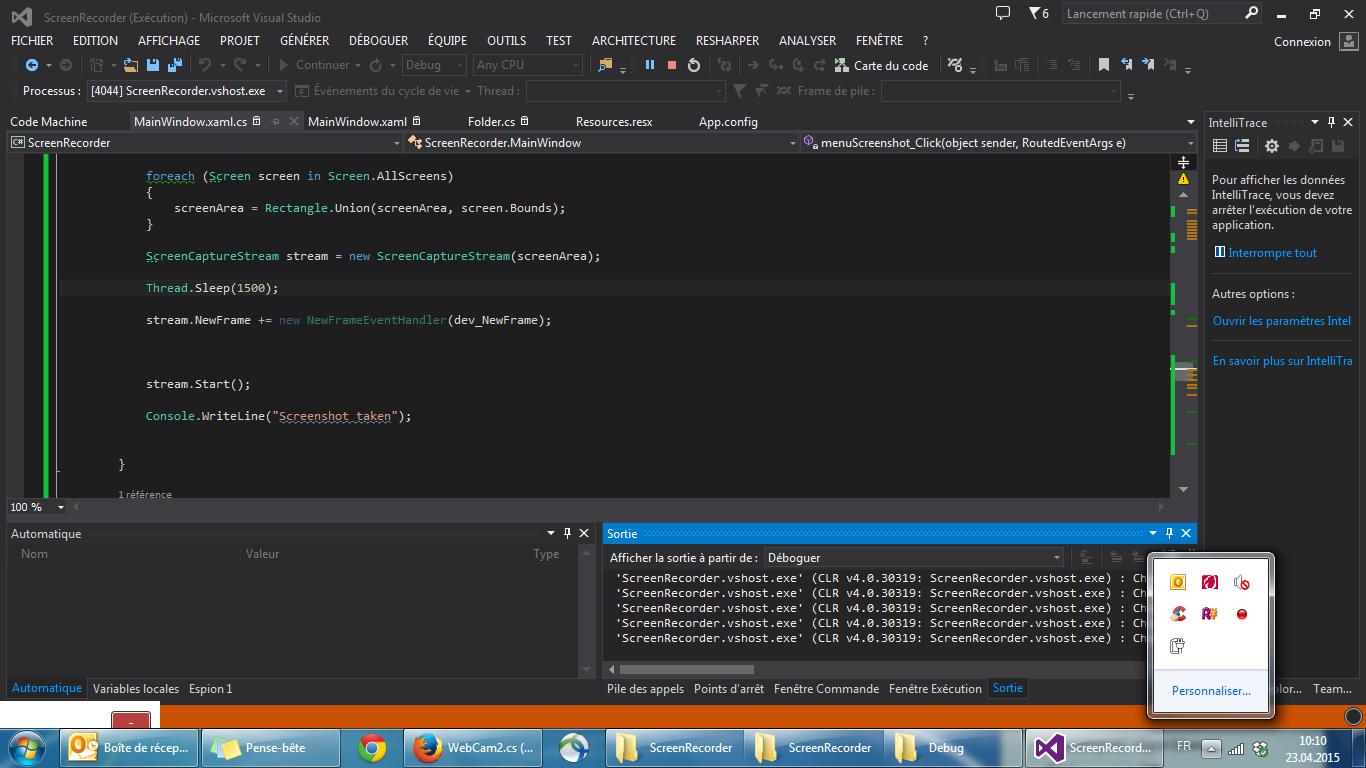 ScreenRecorder (Exécution) - Microsoft Visual Studio
6
Lancement rapide (Ctrl+Q)
FICHIER EDITION AFFICHAGE PROJET GÉNÉRER DÉBOGUER ÉQUIPE OUTILS TEST ARCHITECTURE RESHARPER ANALYSER FENÊTRE ?
Connexion
Continuer Debug Any CPU Carte du code
Processus : [4044] ScreenRecorder.vshost.exe Événements du cycle de vie Thread : Frame de pile :
Code Machine MainWindow.xaml.cs MainWindow.xaml Folder.cs Resources.resx App.config
ScreenRecorder ScreenRecorder.MainWindow menuScreenshot_Click(object sender, RoutedEventArgs e)
foreach (Screen screen in Screen.AllScreens)
{
screenArea = Rectangle.Union(screenArea, screen.Bounds);
}
ScreenCaptureStream stream = new ScreenCaptureStream(screenArea);
Thread.Sleep(1500);
stream.NewFrame += new NewFrameEventHandler(dev_NewFrame);
stream.Start();
Console.WriteLine("Screenshot taken");
}
1 référence
100 %
IntelliTrace
Pour afficher les données
IntelliTrace, vous devez
arrêter l'exécution de votre
application.
Interrompre tout
Autres options :
Ouvrir les paramètres Intel
En savoir plus sur IntelliTra
Automatique
Nom Valeur Type
Automatique Variables locales Espion 1
Sortie
Afficher la sortie à partir de : Déboguer
'ScreenRecorder.vshost.exe' (CLR v4.0.30319: ScreenRecorder.vshost.exe) : Ch
'ScreenRecorder.vshost.exe' (CLR v4.0.30319: ScreenRecorder.vshost.exe) : Ch
'ScreenRecorder.vshost.exe' (CLR v4.0.30319: ScreenRecorder.vshost.exe) : Ch
'ScreenRecorder.vshost.exe' (CLR v4.0.30319: ScreenRecorder.vshost.exe) : Ch
'ScreenRecorder.vshost.exe' (CLR v4.0.30319: ScreenRecorder.vshost.exe) : Ch
Pile des appels Points d'arrêt Fenêtre Commande Fenêtre Exécution Sortie
R#
Personnaliser...
olor... Team...
-
Boîte de récep... Pense-bête WebCam2.cs (... ScreenRecorder ScreenRecorder Debug ScreenRecord... FR
10:10
23.04.2015